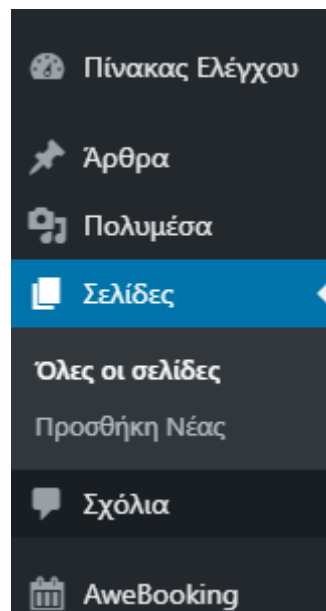 Πίνακας Ελέγχου
Άρθρα
Πολυμέσα
Σελίδες
Όλες οι σελίδες
Προσθήκη Νέας
Σχόλια
AweBooking